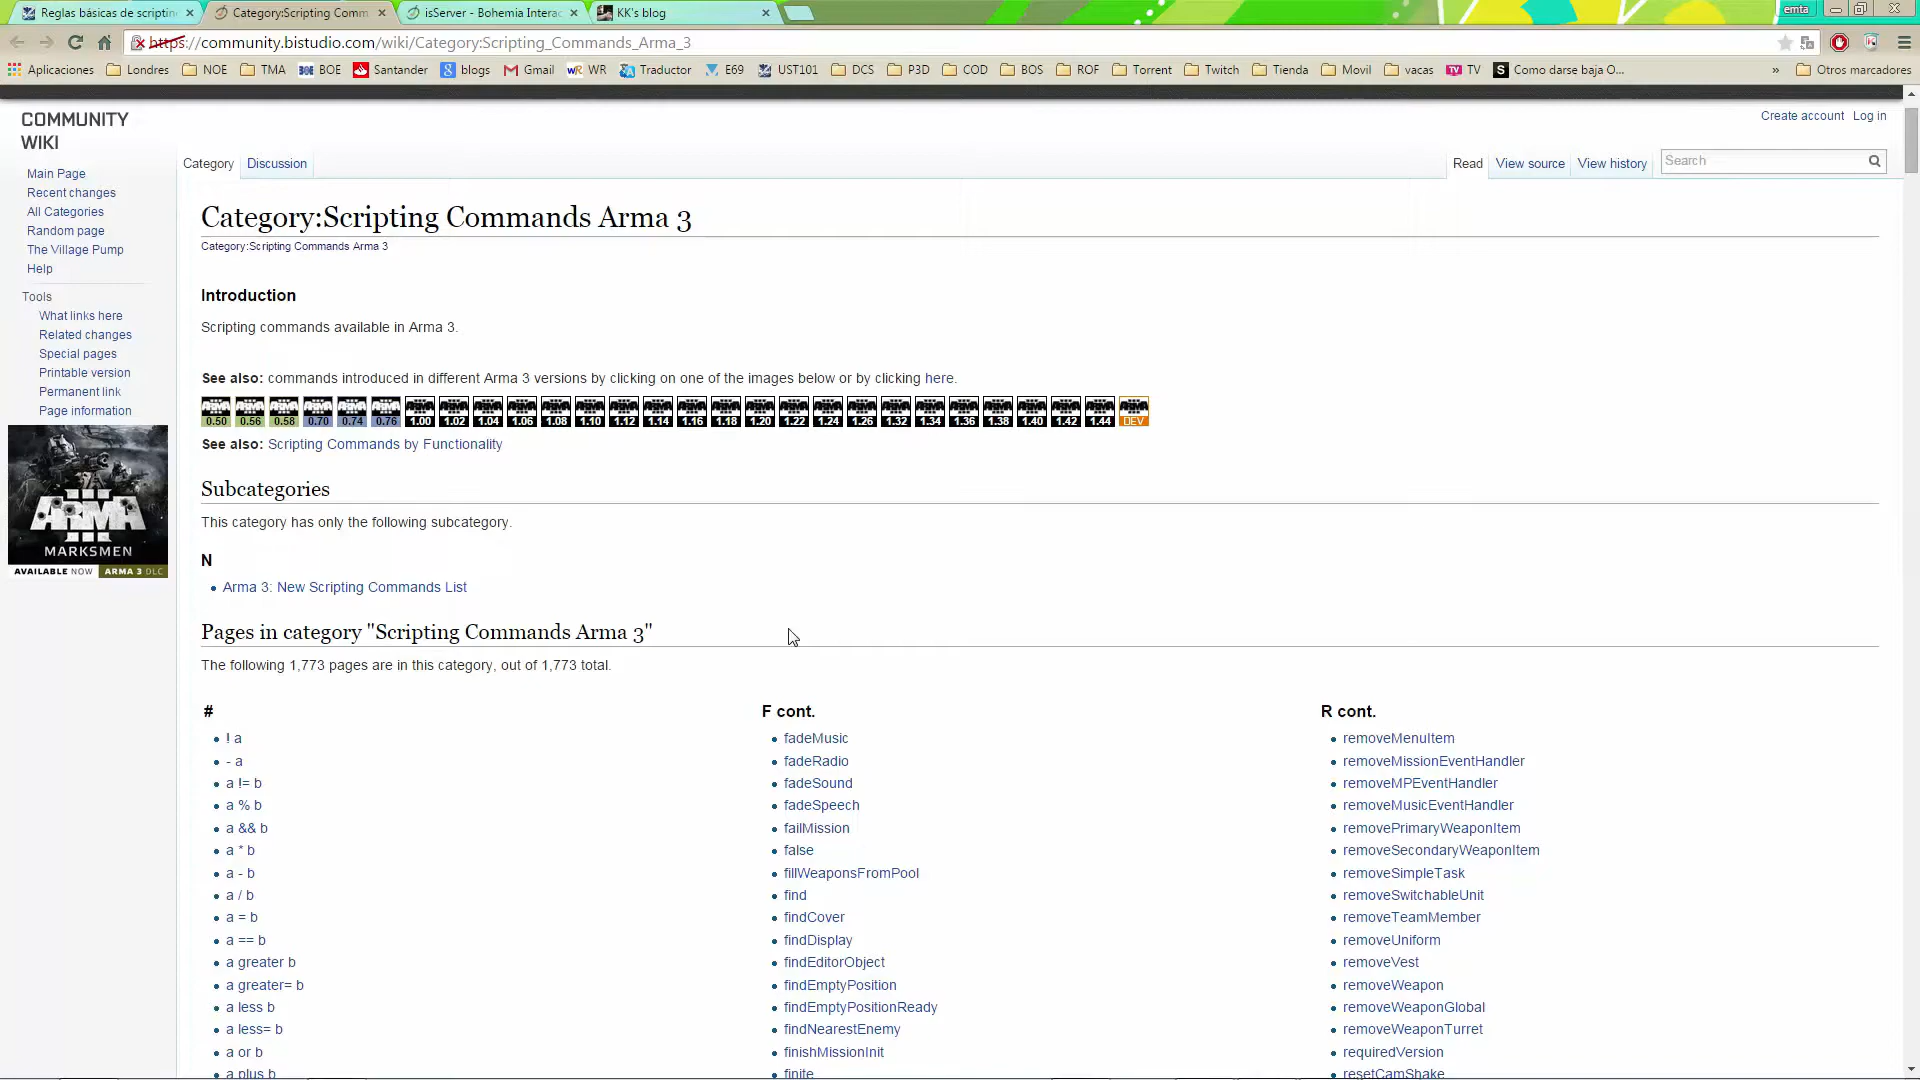 Reglas básicas de scriptin
Category:Scripting Comm
isServer - Bohemia Interac
KK's blog
emta
https://community.bistudio.com/wiki/Category:Scripting_Commands_Arma_3
Aplicaciones Londres NOE TMA BOE Santander blogs Gmail WR Traductor E69 UST101 DCS P3D COD BOS ROF Torrent Twitch Tienda Movil vacas TV Como darse baja O... » Otros marcadores
COMMUNITY
WIKI
Main Page
Recent changes
All Categories
Random page
The Village Pump
Help
Tools
What links here
Related changes
Special pages
Printable version
Permanent link
Page information
ARMA
III
MARKSMEN
AVAILABLE NOW ARMA 3 DLC
Create account Log in
Category Discussion
Read View source View history Search
Category:Scripting Commands Arma 3
Category:Scripting Commands Arma 3
Introduction
Scripting commands available in Arma 3.
See also: commands introduced in different Arma 3 versions by clicking on one of the images below or by clicking here.
0.50 0.56 0.58 0.70 0.74 0.76 1.00 1.02 1.04 1.06 1.08 1.10 1.12 1.14 1.16 1.18 1.20 1.22 1.24 1.26 1.32 1.34 1.36 1.38 1.40 1.42 1.44 DEV
See also: Scripting Commands by Functionality
Subcategories
This category has only the following subcategory.
N
Arma 3: New Scripting Commands List
Pages in category "Scripting Commands Arma 3"
The following 1,773 pages are in this category, out of 1,773 total.
#
! a
- a
a != b
a % b
a && b
a * b
a - b
a / b
a = b
a == b
a greater b
a greater= b
a less b
a less= b
a or b
a plus b
F cont.
fadeMusic
fadeRadio
fadeSound
fadeSpeech
failMission
false
fillWeaponsFromPool
find
findCover
findDisplay
findEditorObject
findEmptyPosition
findEmptyPositionReady
findNearestEnemy
finishMissionInit
finite
R cont.
removeMenuItem
removeMissionEventHandler
removeMPEventHandler
removeMusicEventHandler
removePrimaryWeaponItem
removeSecondaryWeaponItem
removeSimpleTask
removeSwitchableUnit
removeTeamMember
removeUniform
removeVest
removeWeapon
removeWeaponGlobal
removeWeaponTurret
requiredVersion
resetCamShake